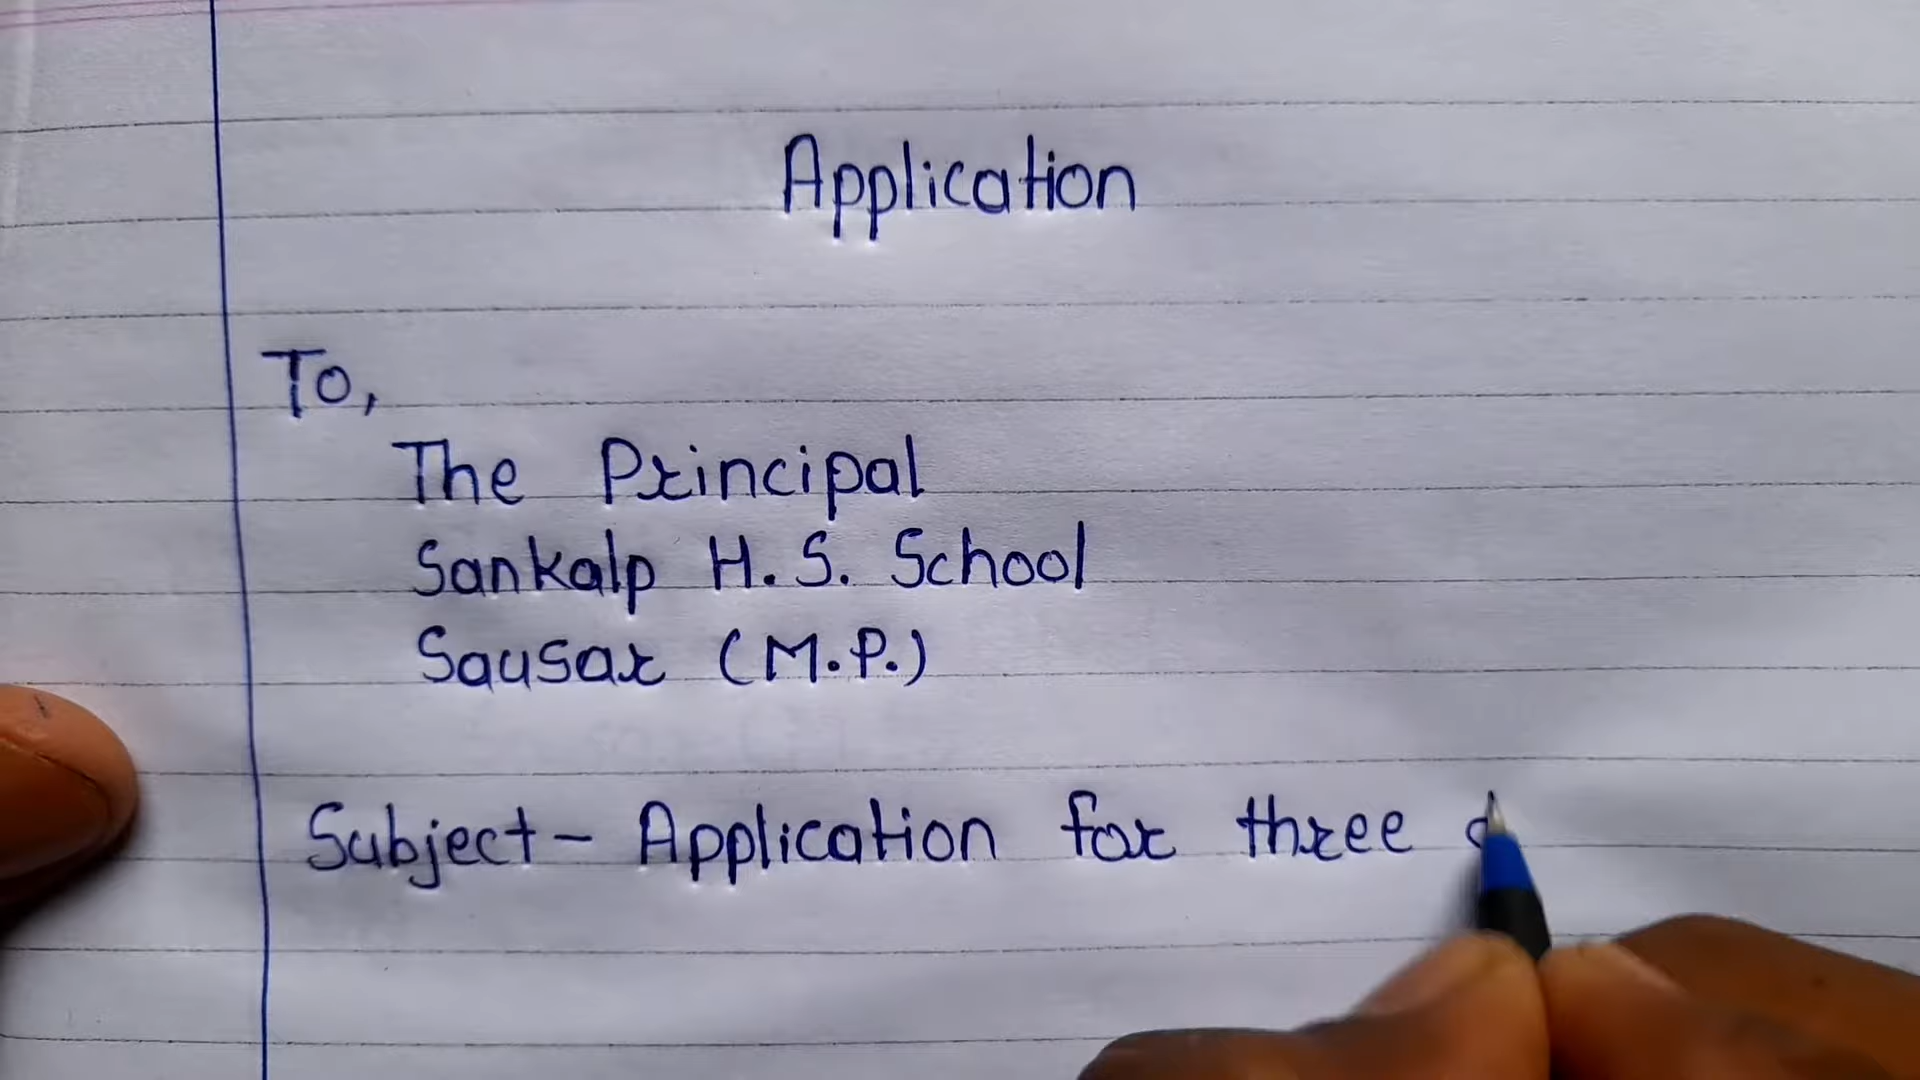 Application
To,
The Principal
Sankalp H. S. School
Sausar (M.P.)
Subject- Application for three